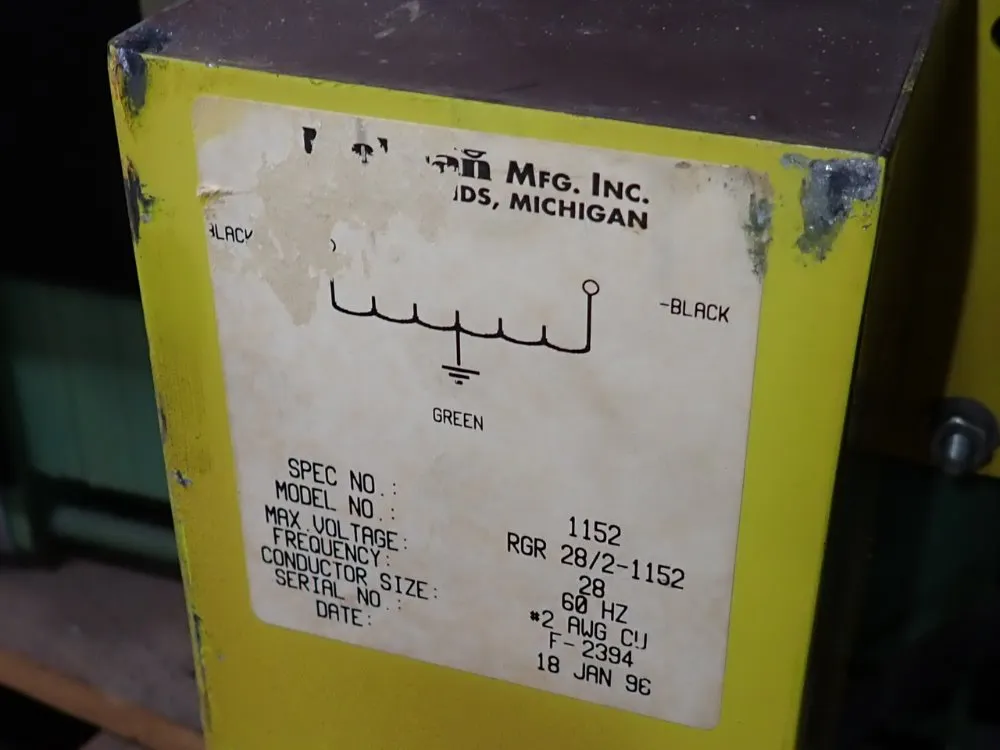 MFG. INC.
IDS, MICHIGAN
BLACK
-BLACK
GREEN
SPEC NO.: 1152
MODEL NO.: RGR 28/2-1152
MAX.VOLTAGE: 28
FREQUENCY: 60 HZ
CONDUCTOR SIZE: #2 AWG CU
SERIAL NO.: F-2394
DATE: 18 JAN 96